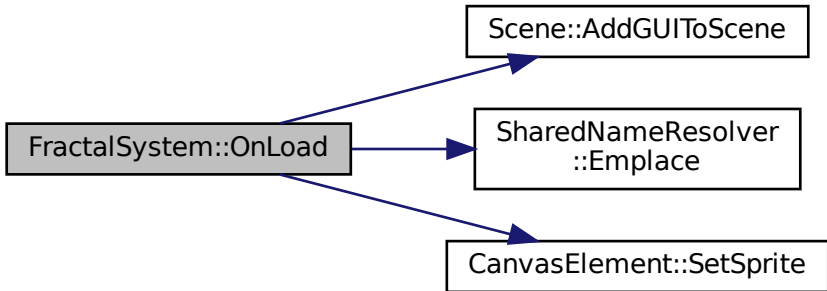 Scene::AddGUIToScene
FractalSystem::OnLoad
SharedNameResolver
::Emplace
CanvasElement::SetSprite